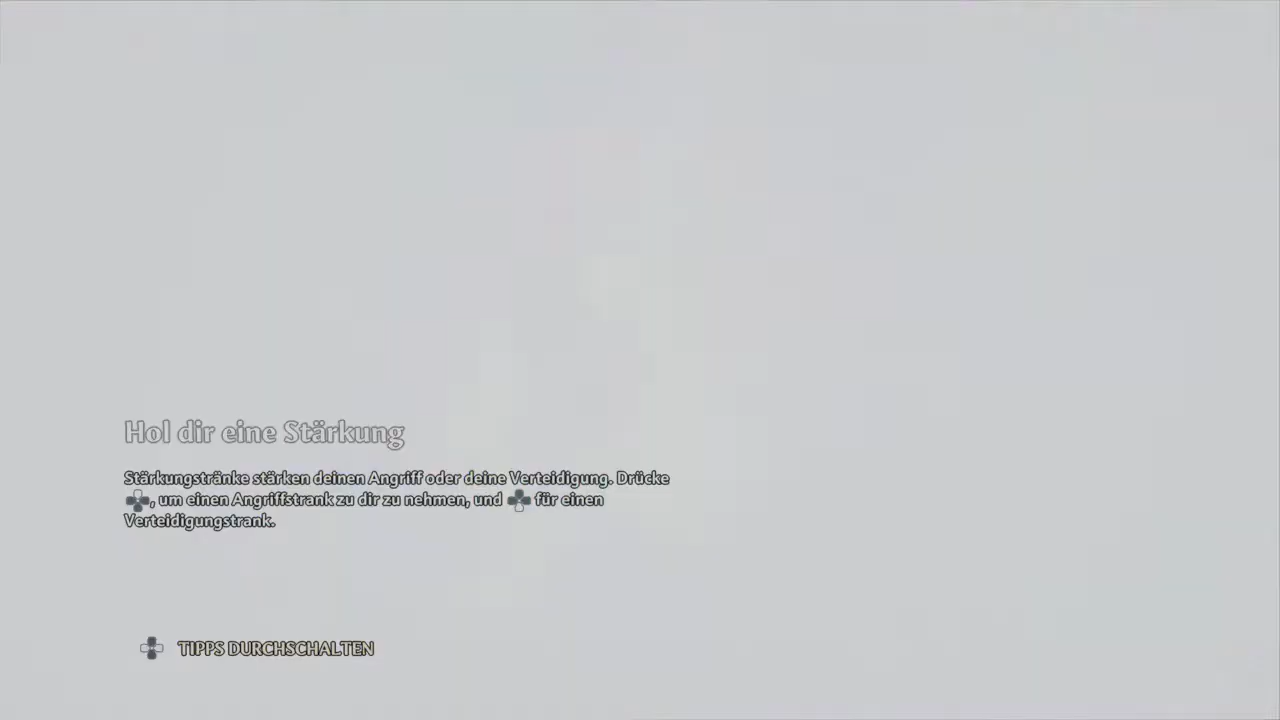 Hol dir eine Stärkung
Stärkungstränke stärken deinen Angriff oder deine Verteidigung. Drücke
, um einen Angriffstrank zu dir zu nehmen, und für einen
Verteidigungstrank.
TIPPS DURCHSCHALTEN